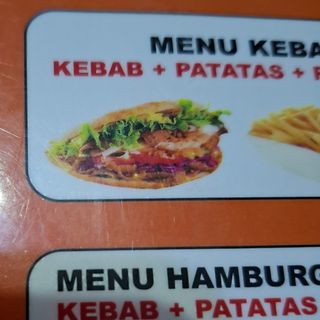 MENU KEBA
KEBAB + PATATAS +
MENU HAMBURG
KEBAB + PATATAS